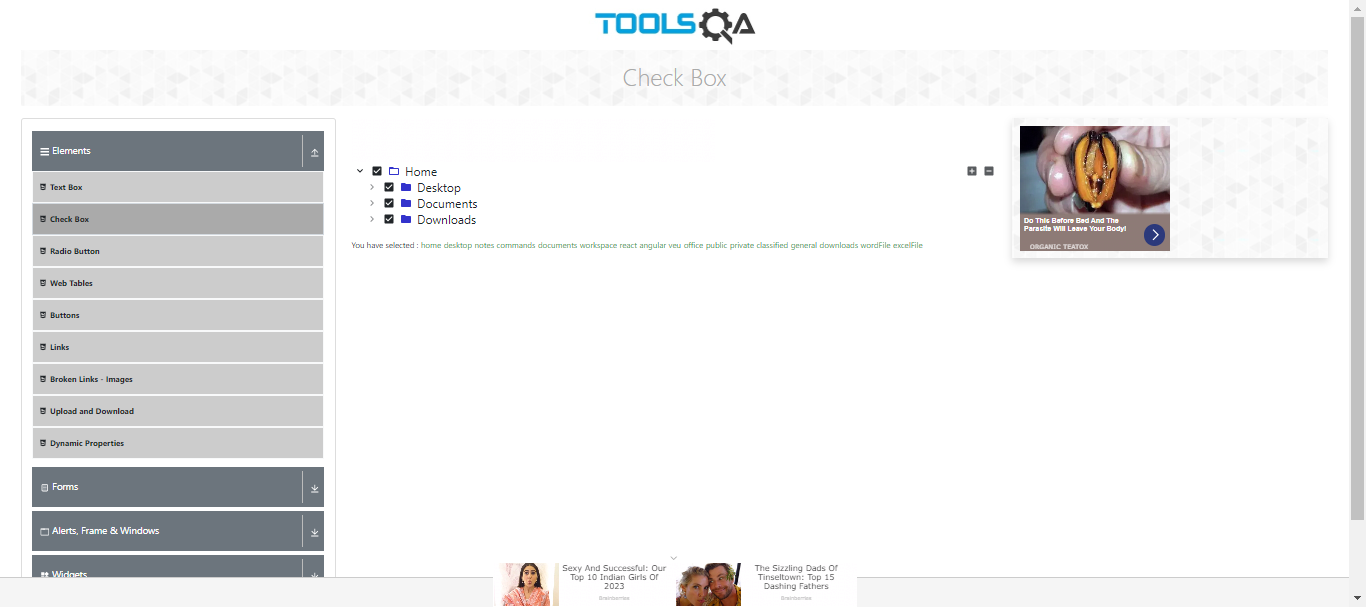 TOOLSQA
Check Box
Elements
Text Box
Check Box
Radio Button
Web Tables
Buttons
Links
Broken Links - Images
Upload and Download
Dynamic Properties
Forms
Alerts, Frame & Windows
Widgets
Home
Desktop
Documents
Downloads
You have selected : home desktop notes commands documents workspace react angular veu office public private classified general downloads wordFile excelFile
Do This Before Bed And The
Parasite Will Leave Your Body!
ORGANIC TEATOX
Sexy And Successful: Our
Top 10 Indian Girls Of
2023
Brainberries
The Sizzling Dads Of
Tinseltown: Top 15
Dashing Fathers
Brainberries